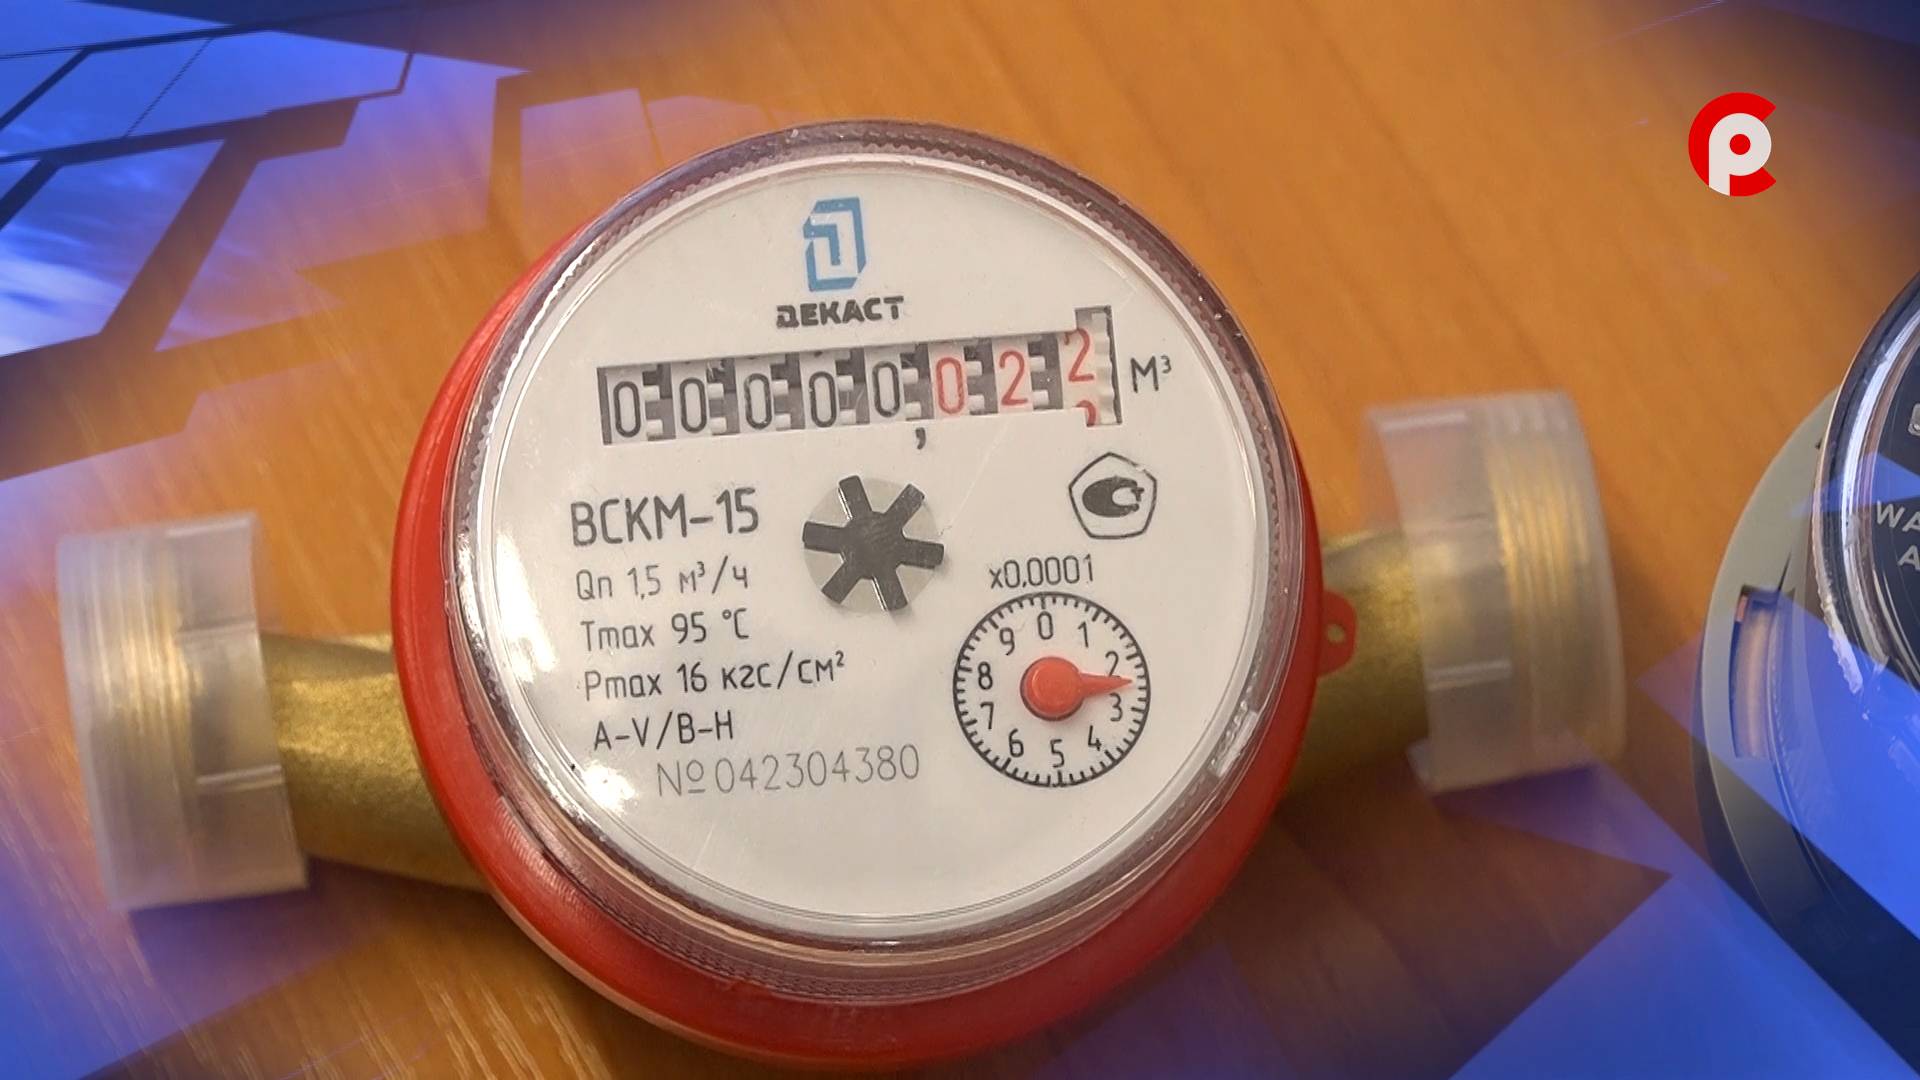 ДЕКАСТ
00000,022 м³
ВСКМ-15
Qn 1,5 м³/ч
Tmax 95 °C
Pmax 16 кгс/см²
A-V/B-H
№042304380
x0,0001
0 1 2 3 4 5 6 7 8 9
WA
A